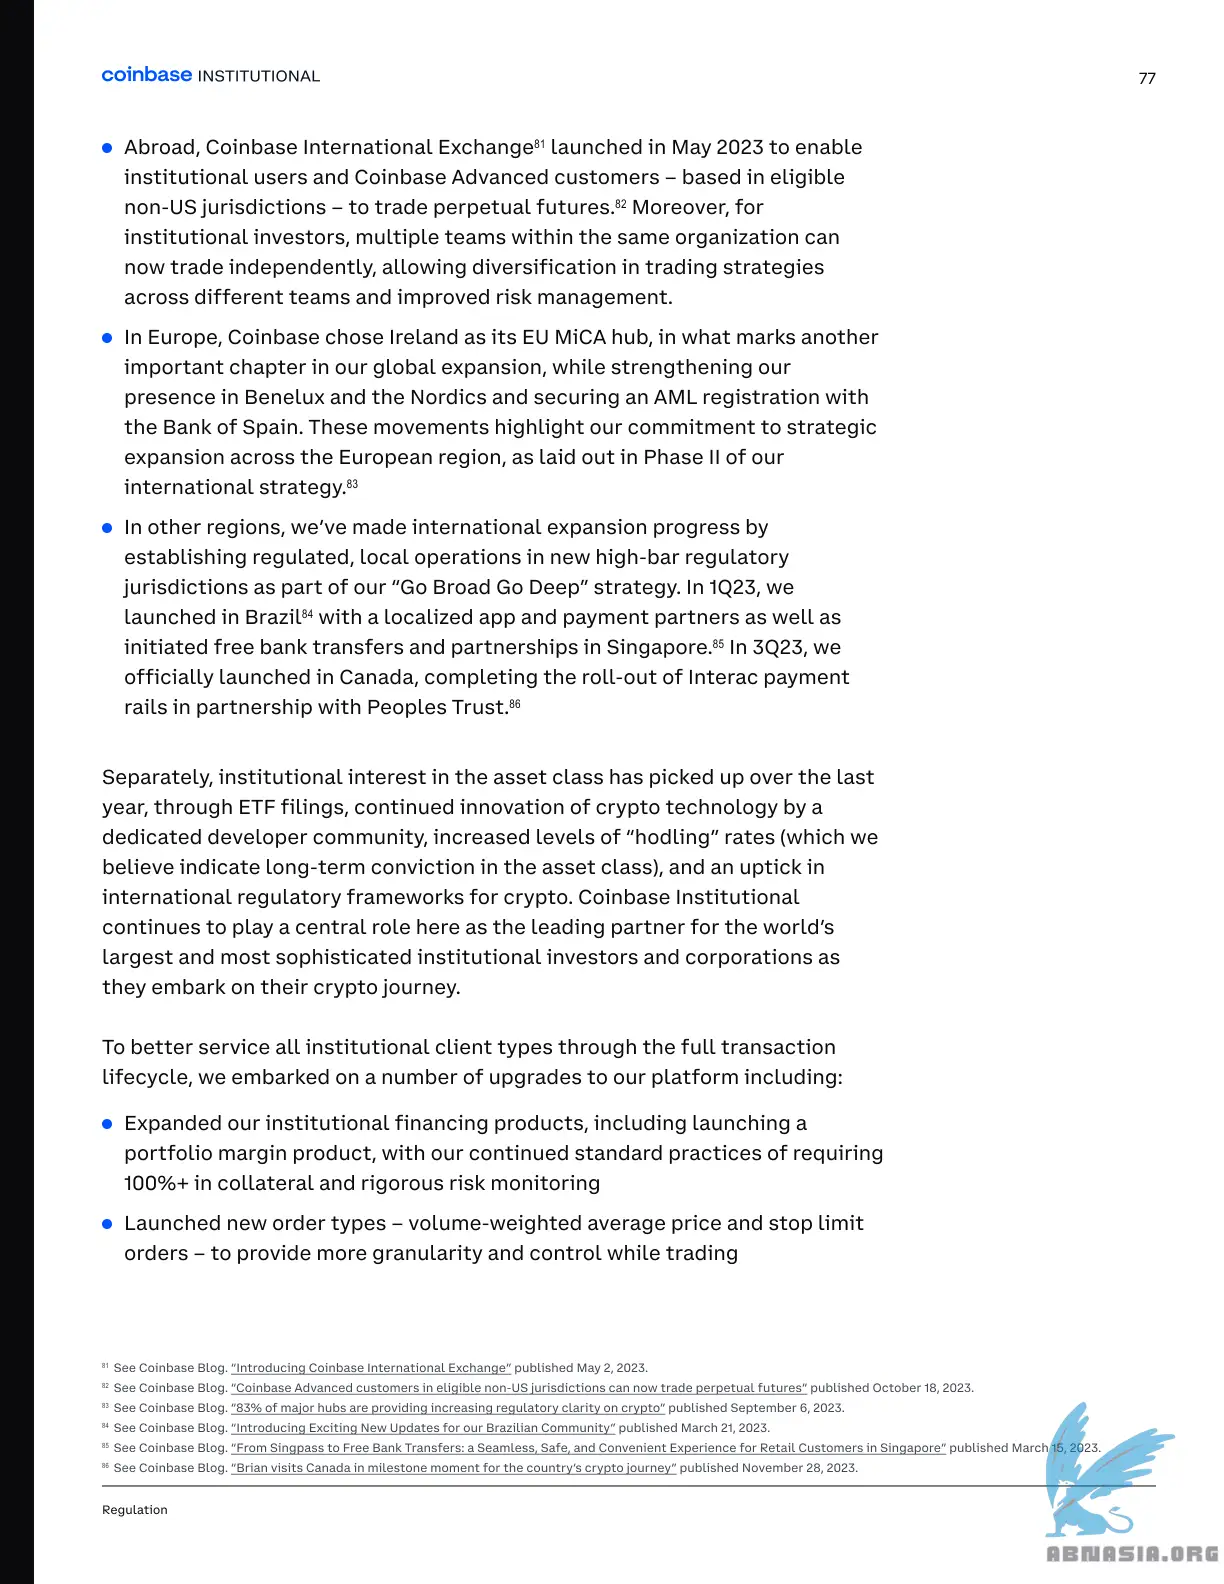 coinbase INSTITUTIONAL
77
• Abroad, Coinbase International Exchange81 launched in May 2023 to enable
institutional users and Coinbase Advanced customers – based in eligible
non-US jurisdictions – to trade perpetual futures.82 Moreover, for
institutional investors, multiple teams within the same organization can
now trade independently, allowing diversification in trading strategies
across different teams and improved risk management.
• In Europe, Coinbase chose Ireland as its EU MiCA hub, in what marks another
important chapter in our global expansion, while strengthening our
presence in Benelux and the Nordics and securing an AML registration with
the Bank of Spain. These movements highlight our commitment to strategic
expansion across the European region, as laid out in Phase II of our
international strategy.83
• In other regions, we’ve made international expansion progress by
establishing regulated, local operations in new high-bar regulatory
jurisdictions as part of our “Go Broad Go Deep” strategy. In 1Q23, we
launched in Brazil84 with a localized app and payment partners as well as
initiated free bank transfers and partnerships in Singapore.85 In 3Q23, we
officially launched in Canada, completing the roll-out of Interac payment
rails in partnership with Peoples Trust.86
Separately, institutional interest in the asset class has picked up over the last
year, through ETF filings, continued innovation of crypto technology by a
dedicated developer community, increased levels of “hodling” rates (which we
believe indicate long-term conviction in the asset class), and an uptick in
international regulatory frameworks for crypto. Coinbase Institutional
continues to play a central role here as the leading partner for the world’s
largest and most sophisticated institutional investors and corporations as
they embark on their crypto journey.
To better service all institutional client types through the full transaction
lifecycle, we embarked on a number of upgrades to our platform including:
• Expanded our institutional financing products, including launching a
portfolio margin product, with our continued standard practices of requiring
100%+ in collateral and rigorous risk monitoring
• Launched new order types – volume-weighted average price and stop limit
orders – to provide more granularity and control while trading
81 See Coinbase Blog. “Introducing Coinbase International Exchange” published May 2, 2023.
82 See Coinbase Blog. “Coinbase Advanced customers in eligible non-US jurisdictions can now trade perpetual futures” published October 18, 2023.
83 See Coinbase Blog. “83% of major hubs are providing increasing regulatory clarity on crypto” published September 6, 2023.
84 See Coinbase Blog. “Introducing Exciting New Updates for our Brazilian Community” published March 21, 2023.
85 See Coinbase Blog. “From Singpass to Free Bank Transfers: a Seamless, Safe, and Convenient Experience for Retail Customers in Singapore” published March 15, 2023.
86 See Coinbase Blog. “Brian visits Canada in milestone moment for the country’s crypto journey” published November 28, 2023.
Regulation
ABNASIA.ORG